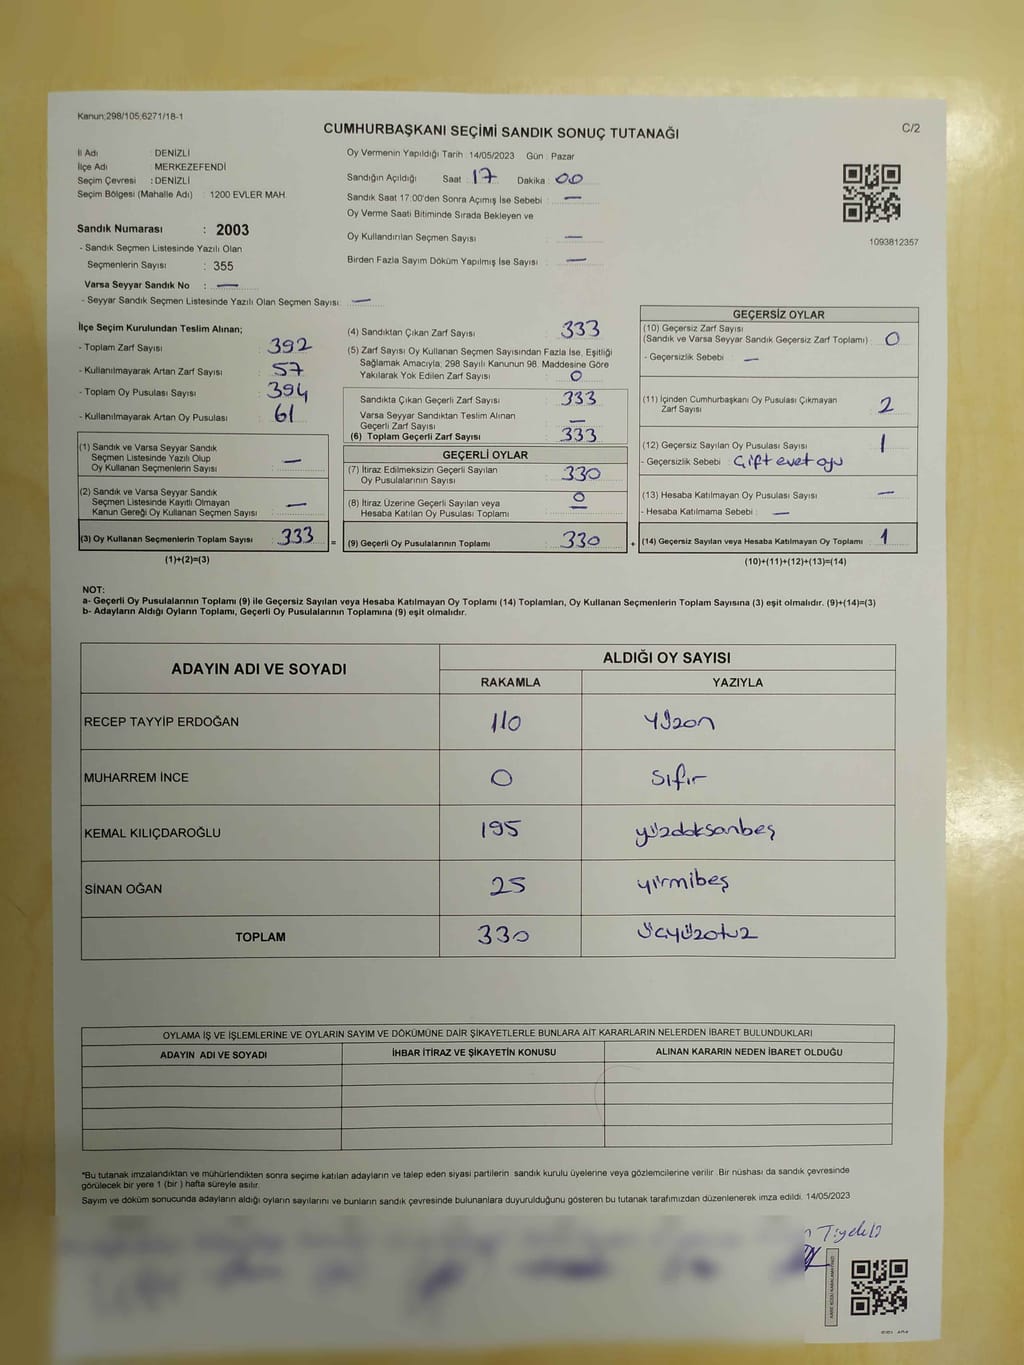 Kanun;298/105;6271/18-1
CUMHURBAŞKANI SEÇİMİ SANDIK SONUÇ TUTANAĞI
C/2
İl Adı : DENİZLİ
İlçe Adı : MERKEZEFENDİ
Seçim Çevresi : DENİZLİ
Seçim Bölgesi (Mahalle Adı) : 1200 EVLER MAH
Sandık Numarası : 2003
- Sandık Seçmen Listesinde Yazılı Olan
Seçmenlerin Sayısı : 355
Varsa Seyyar Sandık No : —
- Seyyar Sandık Seçmen Listesinde Yazılı Olan Seçmen Sayısı: —
Oy Vermenin Yapıldığı Tarih : 14/05/2023 Gün : Pazar
Sandığın Açıldığı Saat : 17 Dakika : 00
Sandık Saat 17:00'den Sonra Açımış İse Sebebi : —
Oy Verme Saati Bitiminde Sırada Bekleyen ve
Oy Kullandırılan Seçmen Sayısı : —
Birden Fazla Sayım Döküm Yapılmış İse Sayısı : —
1093812357
İlçe Seçim Kurulundan Teslim Alınan;
- Toplam Zarf Sayısı : 392
- Kullanılmayarak Artan Zarf Sayısı : 57
- Toplam Oy Pusulası Sayısı : 394
- Kullanılmayarak Artan Oy Pusulası : 61
(1) Sandık ve Varsa Seyyar Sandık
Seçmen Listesinde Yazılı Olup
Oy Kullanan Seçmenlerin Sayısı : —
(2) Sandık ve Varsa Seyyar Sandık
Seçmen Listesinde Kayıtlı Olmayan
Kanun Gereği Oy Kullanan Seçmen Sayısı : —
(3) Oy Kullanan Seçmenlerin Toplam Sayısı : 333
(1)+(2)=(3)
=
(4) Sandıktan Çıkan Zarf Sayısı : 333
(5) Zarf Sayısı Oy Kullanan Seçmen Sayısından Fazla İse, Eşitliği
Sağlamak Amacıyla, 298 Sayılı Kanunun 98. Maddesine Göre
Yakılarak Yok Edilen Zarf Sayısı : 0
Sandıkta Çıkan Geçerli Zarf Sayısı : 333
Varsa Seyyar Sandıktan Teslim Alınan
Geçerli Zarf Sayısı : —
(6) Toplam Geçerli Zarf Sayısı : 333
GEÇERLİ OYLAR
(7) İtiraz Edilmeksizin Geçerli Sayılan
Oy Pusulalarının Sayısı : 330
(8) İtiraz Üzerine Geçerli Sayılan veya
Hesaba Katılan Oy Pusulası Toplamı : 0
(9) Geçerli Oy Pusulalarının Toplamı : 330
+
GEÇERSİZ OYLAR
(10) Geçersiz Zarf Sayısı
(Sandık ve Varsa Seyyar Sandık Geçersiz Zarf Toplamı) : 0
- Geçersizlik Sebebi : —
(11) İçinden Cumhurbaşkanı Oy Pusulası Çıkmayan
Zarf Sayısı : 2
(12) Geçersiz Sayılan Oy Pusulası Sayısı : 1
- Geçersizlik Sebebi : Çift evet oyu
(13) Hesaba Katılmayan Oy Pusulası Sayısı : —
- Hesaba Katılmama Sebebi : —
(14) Geçersiz Sayılan veya Hesaba Katılmayan Oy Toplamı : 1
(10)+(11)+(12)+(13)=(14)
NOT:
a- Geçerli Oy Pusulalarının Toplamı (9) ile Geçersiz Sayılan veya Hesaba Katılmayan Oy Toplamı (14) Toplamları, Oy Kullanan Seçmenlerin Toplam Sayısına (3) eşit olmalıdır. (9)+(14)=(3)
b- Adayların Aldığı Oyların Toplamı, Geçerli Oy Pusulalarının Toplamına (9) eşit olmalıdır.
ADAYIN ADI VE SOYADI ALDIĞI OY SAYISI
RAKAMLA YAZIYLA
RECEP TAYYİP ERDOĞAN 110 yüzon
MUHARREM İNCE 0 sıfır
KEMAL KILIÇDAROĞLU 195 yüzdoksanbeş
SİNAN OĞAN 25 yirmibeş
TOPLAM 330 üçyüzotuz
OYLAMA İŞ VE İŞLEMLERİNE VE OYLARIN SAYIM VE DÖKÜMÜNE DAİR ŞİKAYETLERLE BUNLARA AİT KARARLARIN NELERDEN İBARET BULUNDUKLARI
ADAYIN ADI VE SOYADI İHBAR İTİRAZ VE ŞİKAYETİN KONUSU ALINAN KARARIN NEDEN İBARET OLDUĞU
*Bu tutanak imzalandıktan ve mühürlendikten sonra seçime katılan adayların ve talep eden siyasi partilerin sandık kurulu üyelerine veya gözlemcilerine verilir. Bir nüshası da sandık çevresinde
görülecek bir yere 1 (bir) hafta süreyle asılır.
Sayım ve döküm sonucunda adayların aldığı oyların sayılarını ve bunların sandık çevresinde bulunanlara duyurulduğunu gösteren bu tutanak tarafımızdan düzenlenerek imza edildi. 14/05/2023